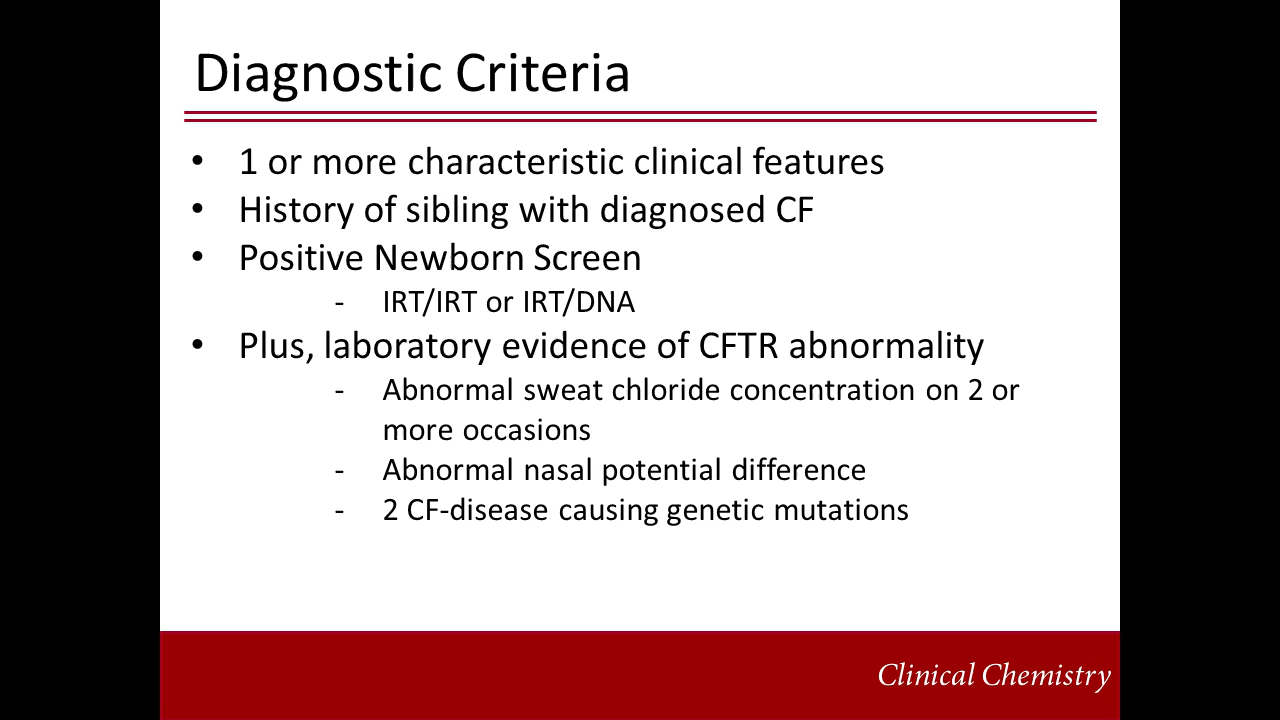 Diagnostic Criteria
• 1 or more characteristic clinical features
• History of sibling with diagnosed CF
• Positive Newborn Screen
- IRT/IRT or IRT/DNA
• Plus, laboratory evidence of CFTR abnormality
- Abnormal sweat chloride concentration on 2 or
more occasions
- Abnormal nasal potential difference
- 2 CF-disease causing genetic mutations
Clinical Chemistry